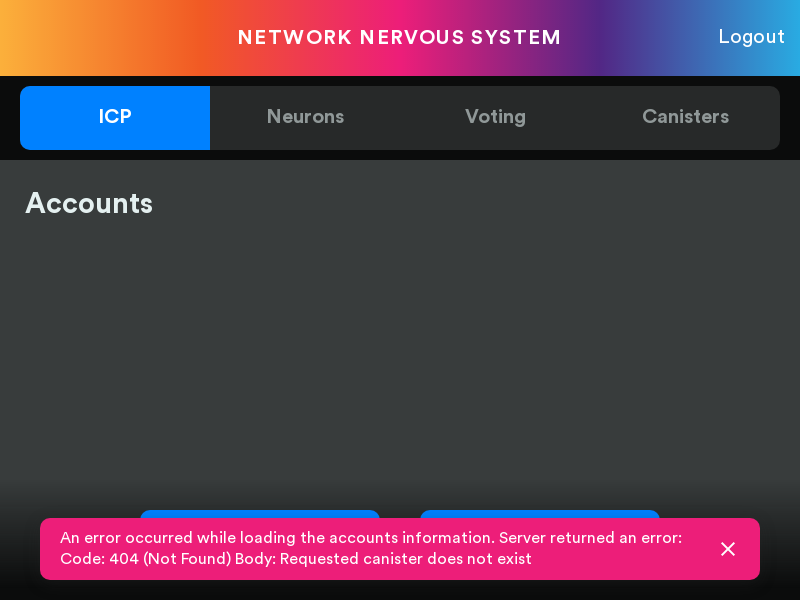 NETWORK NERVOUS SYSTEM
Logout
ICP
Neurons
Voting
Canisters
Accounts
An error occurred while loading the accounts information. Server returned an error:
Code: 404 (Not Found) Body: Requested canister does not exist